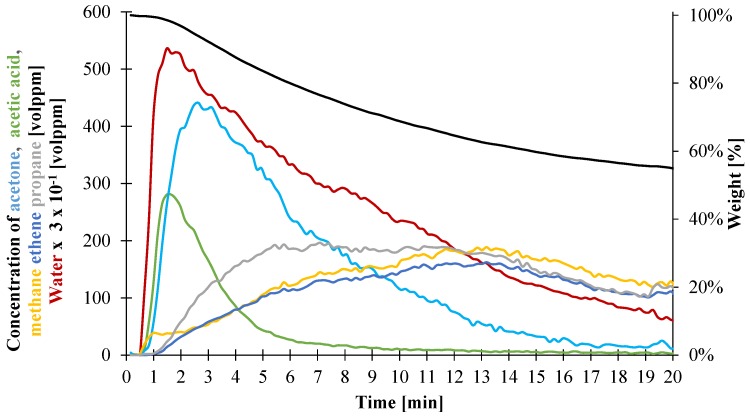 Concentration of acetone, acetic acid,
methane ethene propane [volppm]
Water x 3 x 10-1 [volppm]
600
500
400
300
200
100
0
100%
80%
60%
40%
20%
0%
Weight [%]
0 1 2 3 4 5 6 7 8 9 10 11 12 13 14 15 16 17 18 19 20
Time [min]